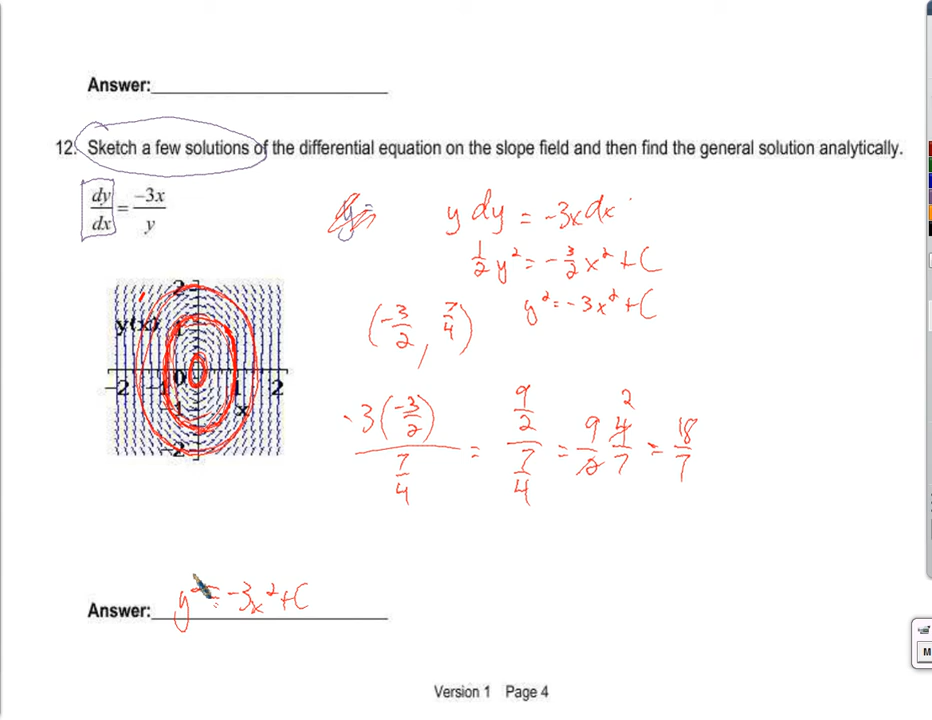 Answer:
12. Sketch a few solutions of the differential equation on the slope field and then find the general solution analytically.
dy/dx = -3x/y
y=
y dy = -3x dx
1/2 y² = -3/2 x² + C
y² = -3x² + C
(-3/2, 7/4)
2
y(x)
1
-2 -1 0 1 2
-1 x
-2
-3(-3/2) / (7/4) = (9/2) / (7/4) = 9/2 4/7 = 18/7
2
Answer: y² = -3x² + C
Version 1 Page 4
M